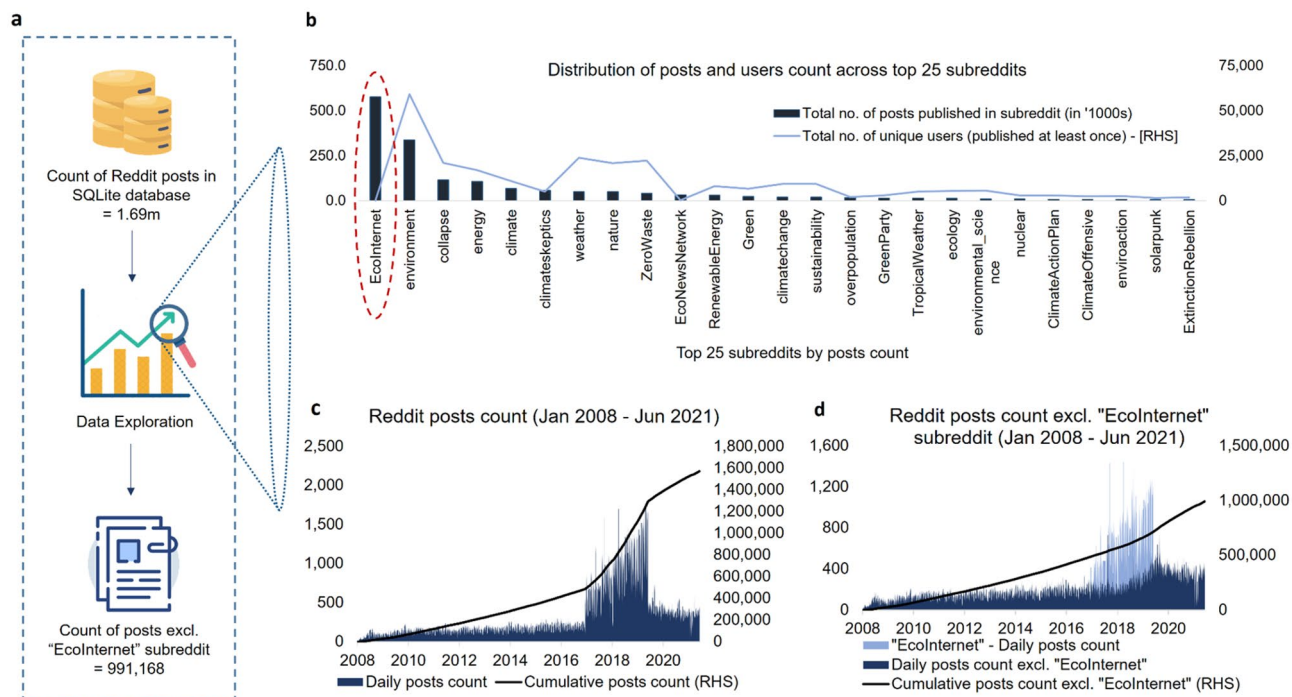 a
Count of Reddit posts in
SQLite database
= 1.69m
Data Exploration
Count of posts excl.
“EcoInternet” subreddit
= 991,168
b
Distribution of posts and users count across top 25 subreddits
750.0
500.0
250.0
0.0
75,000
50,000
25,000
0
Total no. of posts published in subreddit (in '1000s)
Total no. of unique users (published at least once) - [RHS]
EcoInternet
environment
collapse
energy
climate
climateskeptics
weather
nature
ZeroWaste
EcoNewsNetwork
RenewableEnergy
Green
climatechange
sustainability
overpopulation
GreenParty
TropicalWeather
ecology
environmental_scie
nce
nuclear
ClimateActionPlan
ClimateOffensive
enviroaction
solarpunk
ExtinctionRebellion
Top 25 subreddits by posts count
c
Reddit posts count (Jan 2008 - Jun 2021)
2,500
2,000
1,500
1,000
500
0
1,800,000
1,600,000
1,400,000
1,200,000
1,000,000
800,000
600,000
400,000
200,000
0
2008 2010 2012 2014 2016 2018 2020
Daily posts count
Cumulative posts count (RHS)
d
Reddit posts count excl. "EcoInternet"
subreddit (Jan 2008 - Jun 2021)
1,600
1,200
800
400
0
1,500,000
1,000,000
500,000
0
2008 2010 2012 2014 2016 2018 2020
"EcoInternet" - Daily posts count
Daily posts count excl. "EcoInternet"
Cumulative posts count excl. "EcoInternet" (RHS)